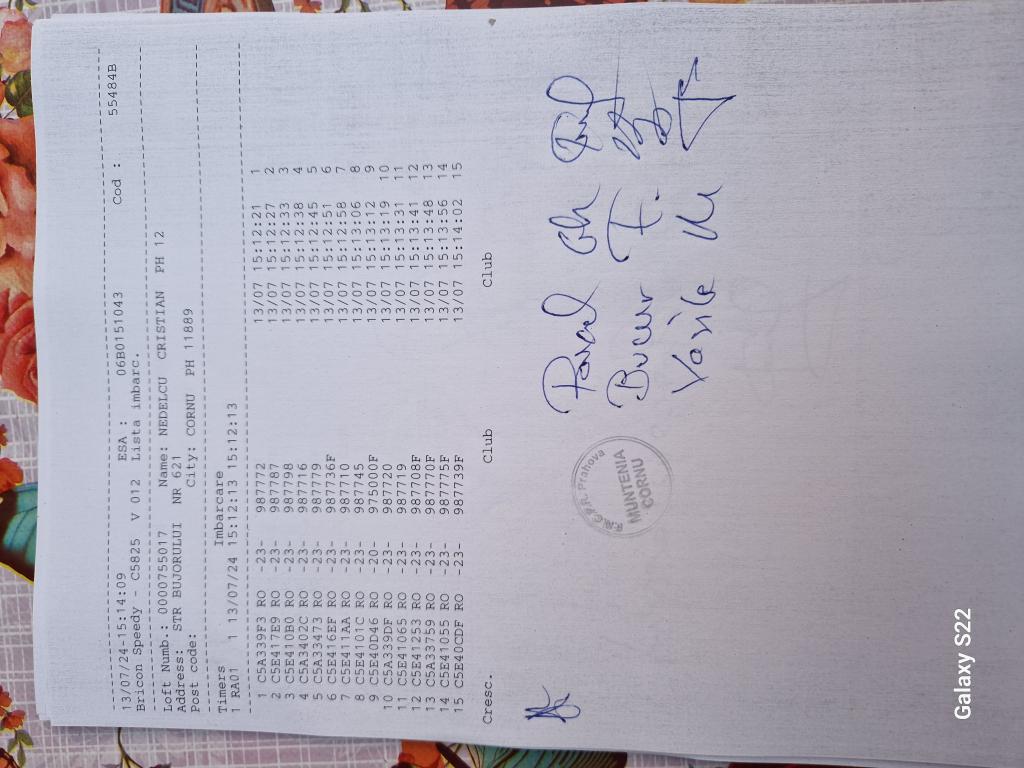 13/07/24-15:14:09 ESA : 06B0151043 Cod : 55484B
Bricon Speedy - C5825 V 012 Lista imbarc.
Loft Numb.: 0000755017 Name: NEDELCU CRISTIAN PH 12
Address: STR BUJORULUI NR 621
Post code: City: CORNU PH 11889
Timers Imbarcare
1 RA01 1 13/07/24 15:12:13 15:12:13
1 C5A339F3 RO -23- 987772 13/07 15:12:21 1
2 C5E417E9 RO -23- 987787 13/07 15:12:27 2
3 C5E410B0 RO -23- 987798 13/07 15:12:33 3
4 C5A3402C RO -23- 987716 13/07 15:12:38 4
5 C5A33473 RO -23- 987779 13/07 15:12:45 5
6 C5E416EF RO -23- 987736F 13/07 15:12:51 6
7 C5E411AA RO -23- 987710 13/07 15:12:58 7
8 C5E4101C RO -23- 987745 13/07 15:13:06 8
9 C5E40D46 RO -20- 975000F 13/07 15:13:12 9
10 C5A339DF RO -23- 987720 13/07 15:13:19 10
11 C5E41065 RO -23- 987719 13/07 15:13:31 11
12 C5E41253 RO -23- 987708F 13/07 15:13:41 12
13 C5A33759 RO -23- 987770F 13/07 15:13:48 13
14 C5E41055 RO -23- 987775F 13/07 15:13:56 14
15 C5E40CDF RO -23- 987739F 13/07 15:14:02 15
Cresc. Club Club
Prahova
MUNTENIA
CORNU
Bucur F.
Vasile M